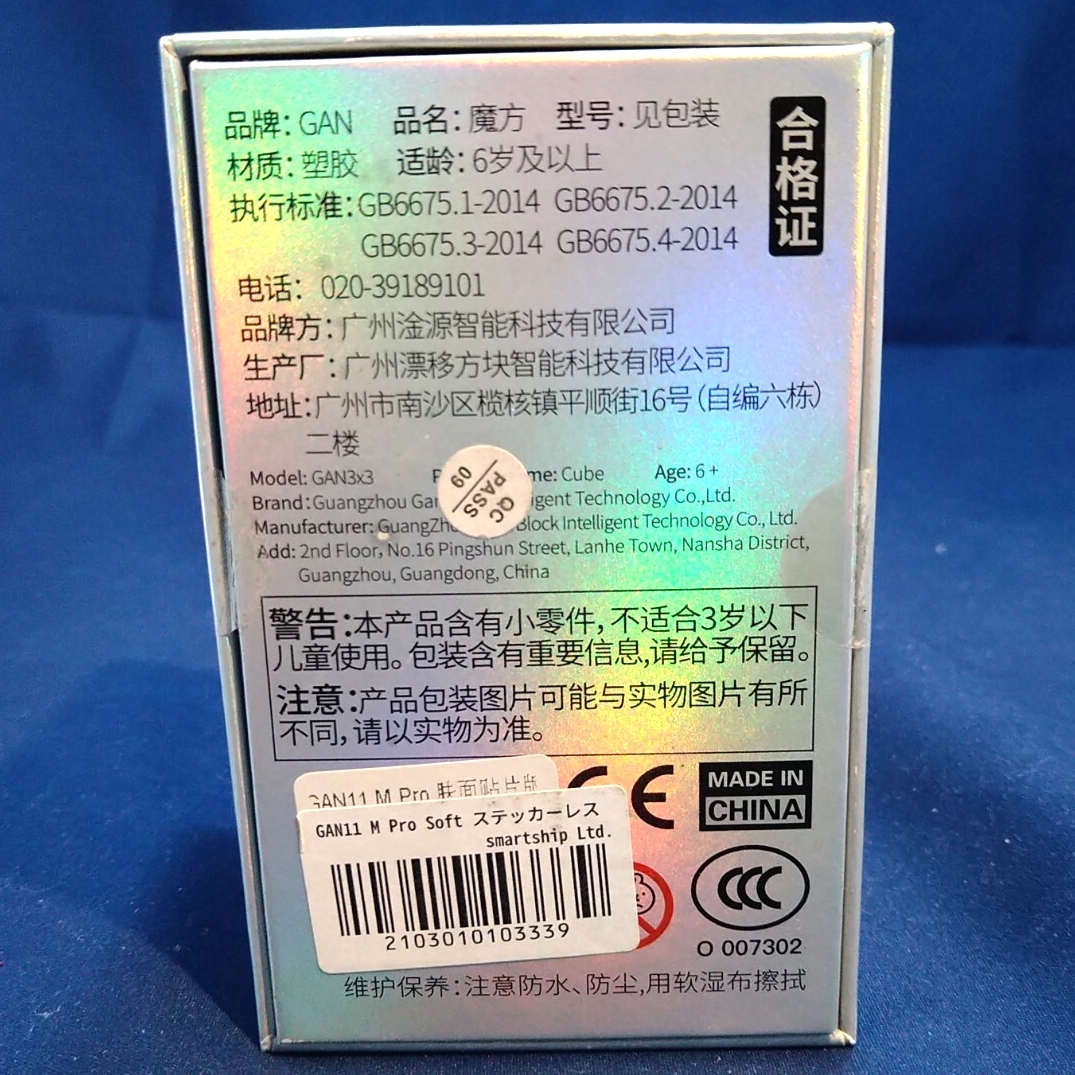 品牌：GAN 品名：魔方 型号：见包装
合格证
材质：塑胶 适龄：6岁及以上
执行标准：GB6675.1-2014 GB6675.2-2014
GB6675.3-2014 GB6675.4-2014
电话： 020-39189101
品牌方：广州淦源智能科技有限公司
生产厂：广州漂移方块智能科技有限公司
地址：广州市南沙区榄核镇平顺街16号（自编六栋）
二楼
Model: GAN3x3 me: Cube Age: 6+
Brand: Guangzhou Gan Technology Co.,Ltd.
Manufacturer: Block Intelligent Technology Co., Ltd.
QC
PASS
09
Add: 2nd Floor, No.16 Pingshun Street, Lanhe Town, Nansha District,
Guangzhou, Guangdong, China
警告：本产品含有小零件，不适合3岁以下
儿童使用。包装含有重要信息,请给予保留。
注意：产品包装图片可能与实物图片有所
不同，请以实物为准。
GAN11 M Pro
CE
MADE IN
CHINA
GAN11 M Pro Soft ステッカーレス
smartship Ltd.
2103010103339
CCC
O 007302
维护保养：注意防水、防尘,用软湿布擦拭